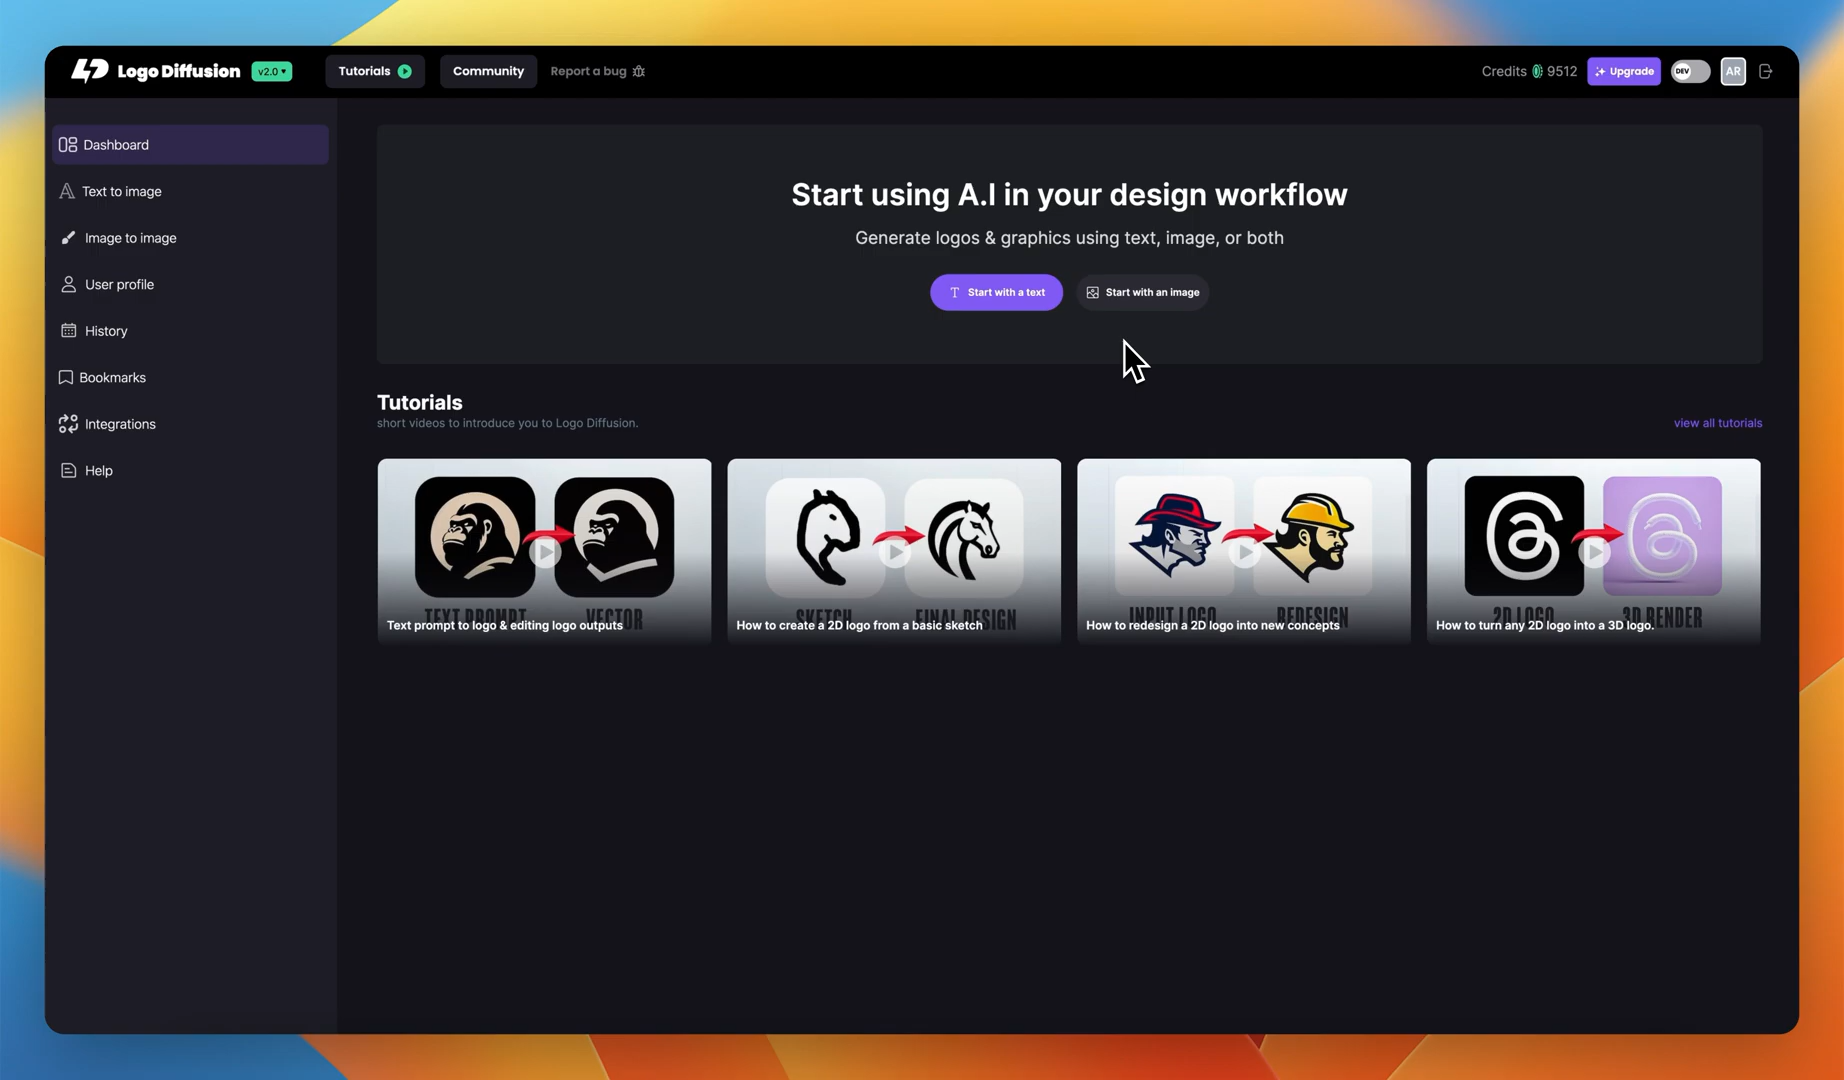 Logo Diffusion
v2.0
Tutorials
Community
Report a bug
Credits 9512
Upgrade
DEV
AR
Dashboard
Text to image
Image to image
User profile
History
Bookmarks
Integrations
Help
Start using A.I in your design workflow
Generate logos & graphics using text, image, or both
Start with a text
Start with an image
Tutorials
short videos to introduce you to Logo Diffusion.
view all tutorials
TEXT PROMPT VECTOR
Text prompt to logo & editing logo outputs
SKETCH FINAL DESIGN
How to create a 2D logo from a basic sketch
INPUT LOGO REDESIGN
How to redesign a 2D logo into new concepts
2D LOGO 3D RENDER
How to turn any 2D logo into a 3D logo.